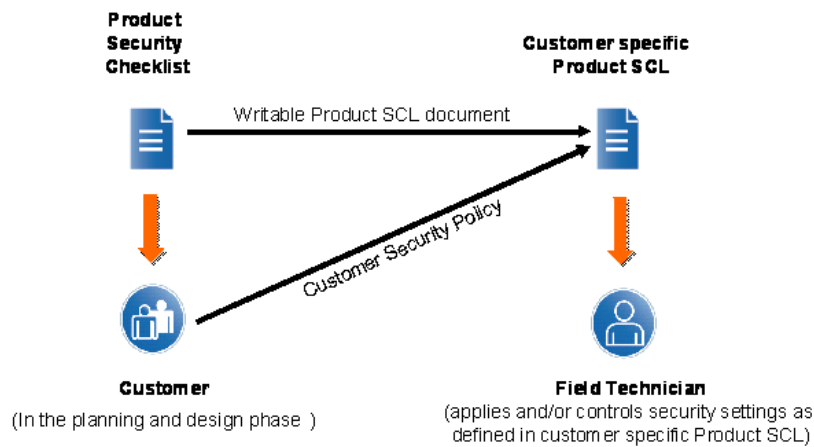 Product
Security
Checklist
Customer specific
Product SCL
Writable Product SCL document
Customer Security Policy
Customer
(In the planning and design phase )
Field Technician
(applies and/or controls security settings as
defined in customer specific Product SCL)